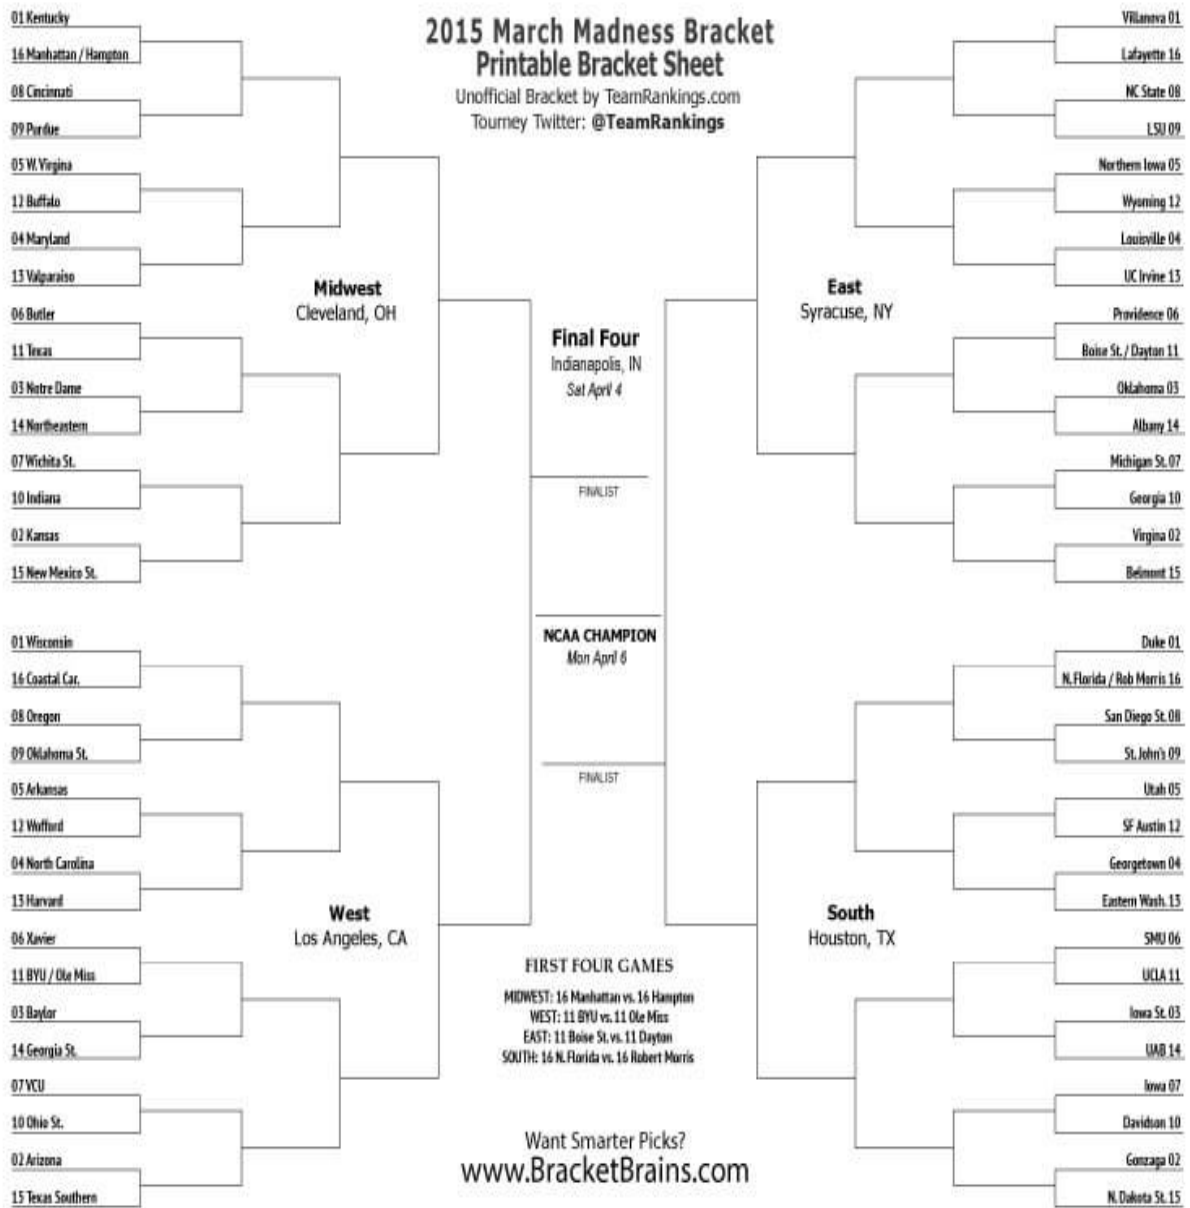 2015 March Madness Bracket
Printable Bracket Sheet
Unofficial Bracket by TeamRankings.com
Tourney Twitter: @TeamRankings
01 Kentucky
16 Manhattan / Hampton
08 Cincinnati
09 Purdue
05 W. Virgina
12 Buffalo
04 Maryland
13 Valparaiso
06 Butler
11 Texas
03 Notre Dame
14 Northeastern
07 Wichita St.
10 Indiana
02 Kansas
15 New Mexico St.
Midwest
Cleveland, OH
01 Wisconsin
16 Coastal Car.
08 Oregon
09 Oklahoma St.
05 Arkansas
12 Wofford
04 North Carolina
13 Harvard
06 Xavier
11 BYU / Ole Miss
03 Baylor
14 Georgia St.
07 VCU
10 Ohio St.
02 Arizona
15 Texas Southern
West
Los Angeles, CA
Final Four
Indianapolis, IN
Sat April 4
FINALIST
NCAA CHAMPION
Mon April 6
FINALIST
FIRST FOUR GAMES
MIDWEST: 16 Manhattan vs. 16 Hampton
WEST: 11 BYU vs. 11 Ole Miss
EAST: 11 Boise St. vs. 11 Dayton
SOUTH: 16 N. Florida vs. 16 Robert Morris
Want Smarter Picks?
www.BracketBrains.com
Villanova 01
Lafayette 16
NC State 08
LSU 09
Northern Iowa 05
Wyoming 12
Louisville 04
UC Irvine 13
Providence 06
Boise St. / Dayton 11
Oklahoma 03
Albany 14
Michigan St. 07
Georgia 10
Virgina 02
Belmont 15
East
Syracuse, NY
Duke 01
N. Florida / Rob Morris 16
San Diego St. 08
St. John's 09
Utah 05
SF Austin 12
Georgetown 04
Eastern Wash. 13
SMU 06
UCLA 11
Iowa St. 03
UAB 14
Iowa 07
Davidson 10
Gonzaga 02
N. Dakota St. 15
South
Houston, TX